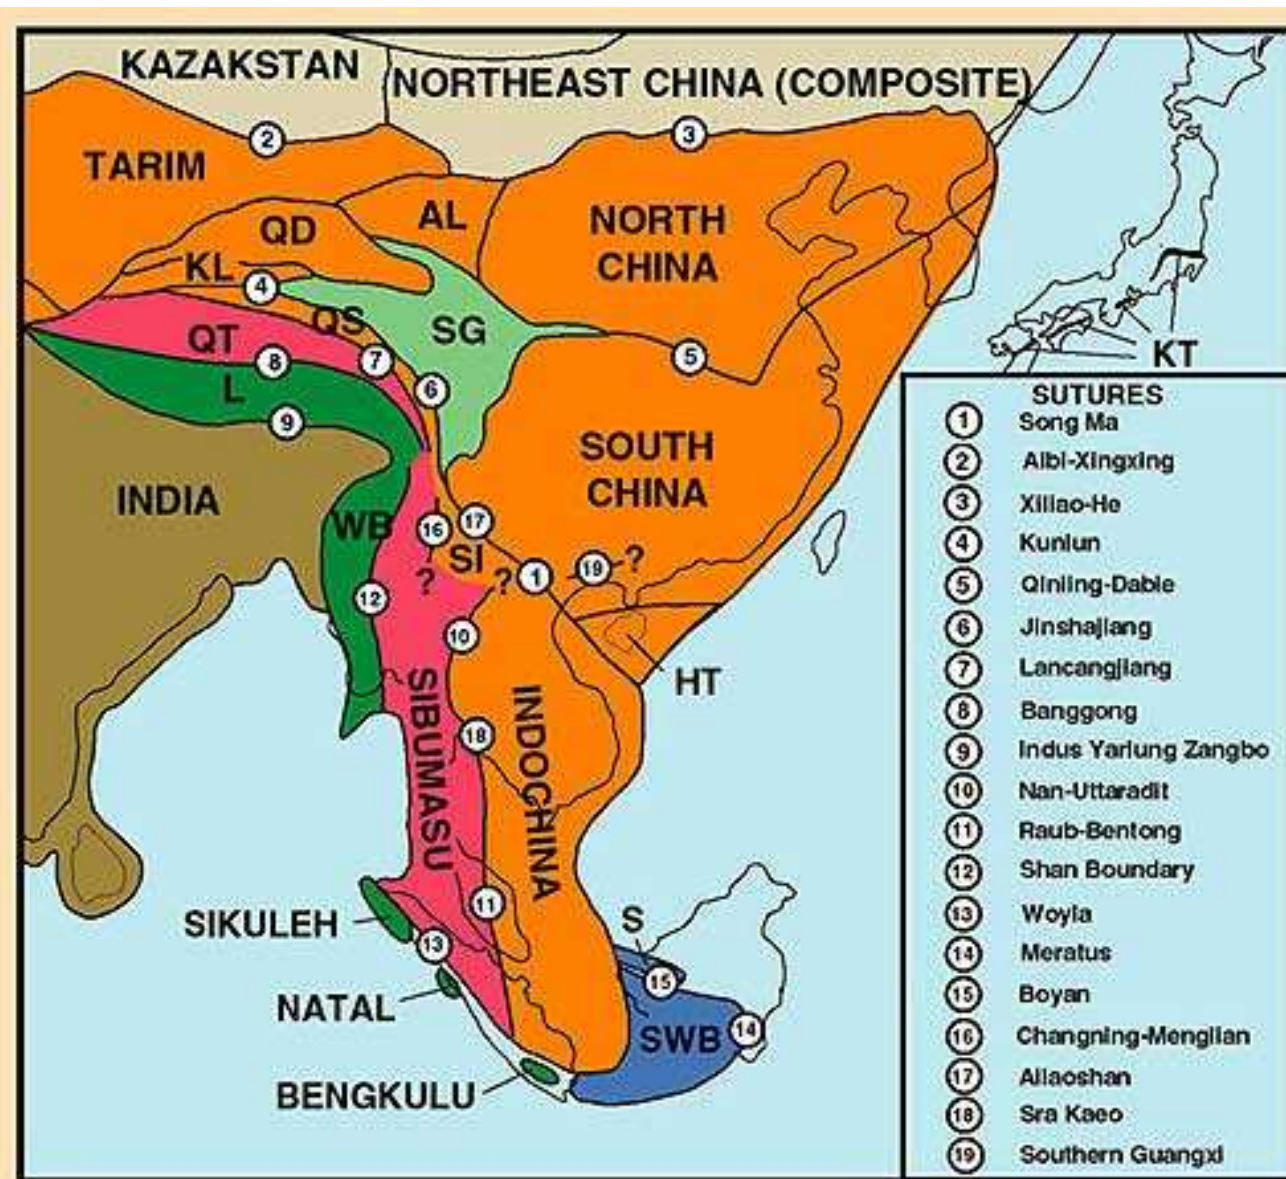 KAZAKSTAN
NORTHEAST CHINA (COMPOSITE)
2
3
TARIM
AL
QD
NORTH
CHINA
KL
4
QS
SG
QT
8
7
5
KT
L
6
9
SOUTH
CHINA
INDIA
WB
16
17
SI
?
?
1
19
?
12
10
HT
SIBUMASU
18
INDOCHINA
11
SIKULEH
13
S
15
NATAL
SWB
14
BENGKULU
SUTURES
1 Song Ma
2 Aibi-Xingxing
3 Xiliao-He
4 Kunlun
5 Qinling-Dabie
6 Jinshajiang
7 Lancangjiang
8 Banggong
9 Indus Yarlung Zangbo
10 Nan-Uttaradit
11 Raub-Bentong
12 Shan Boundary
13 Woyla
14 Meratus
15 Boyan
16 Changning-Menglian
17 Ailaoshan
18 Sra Kaeo
19 Southern Guangxi